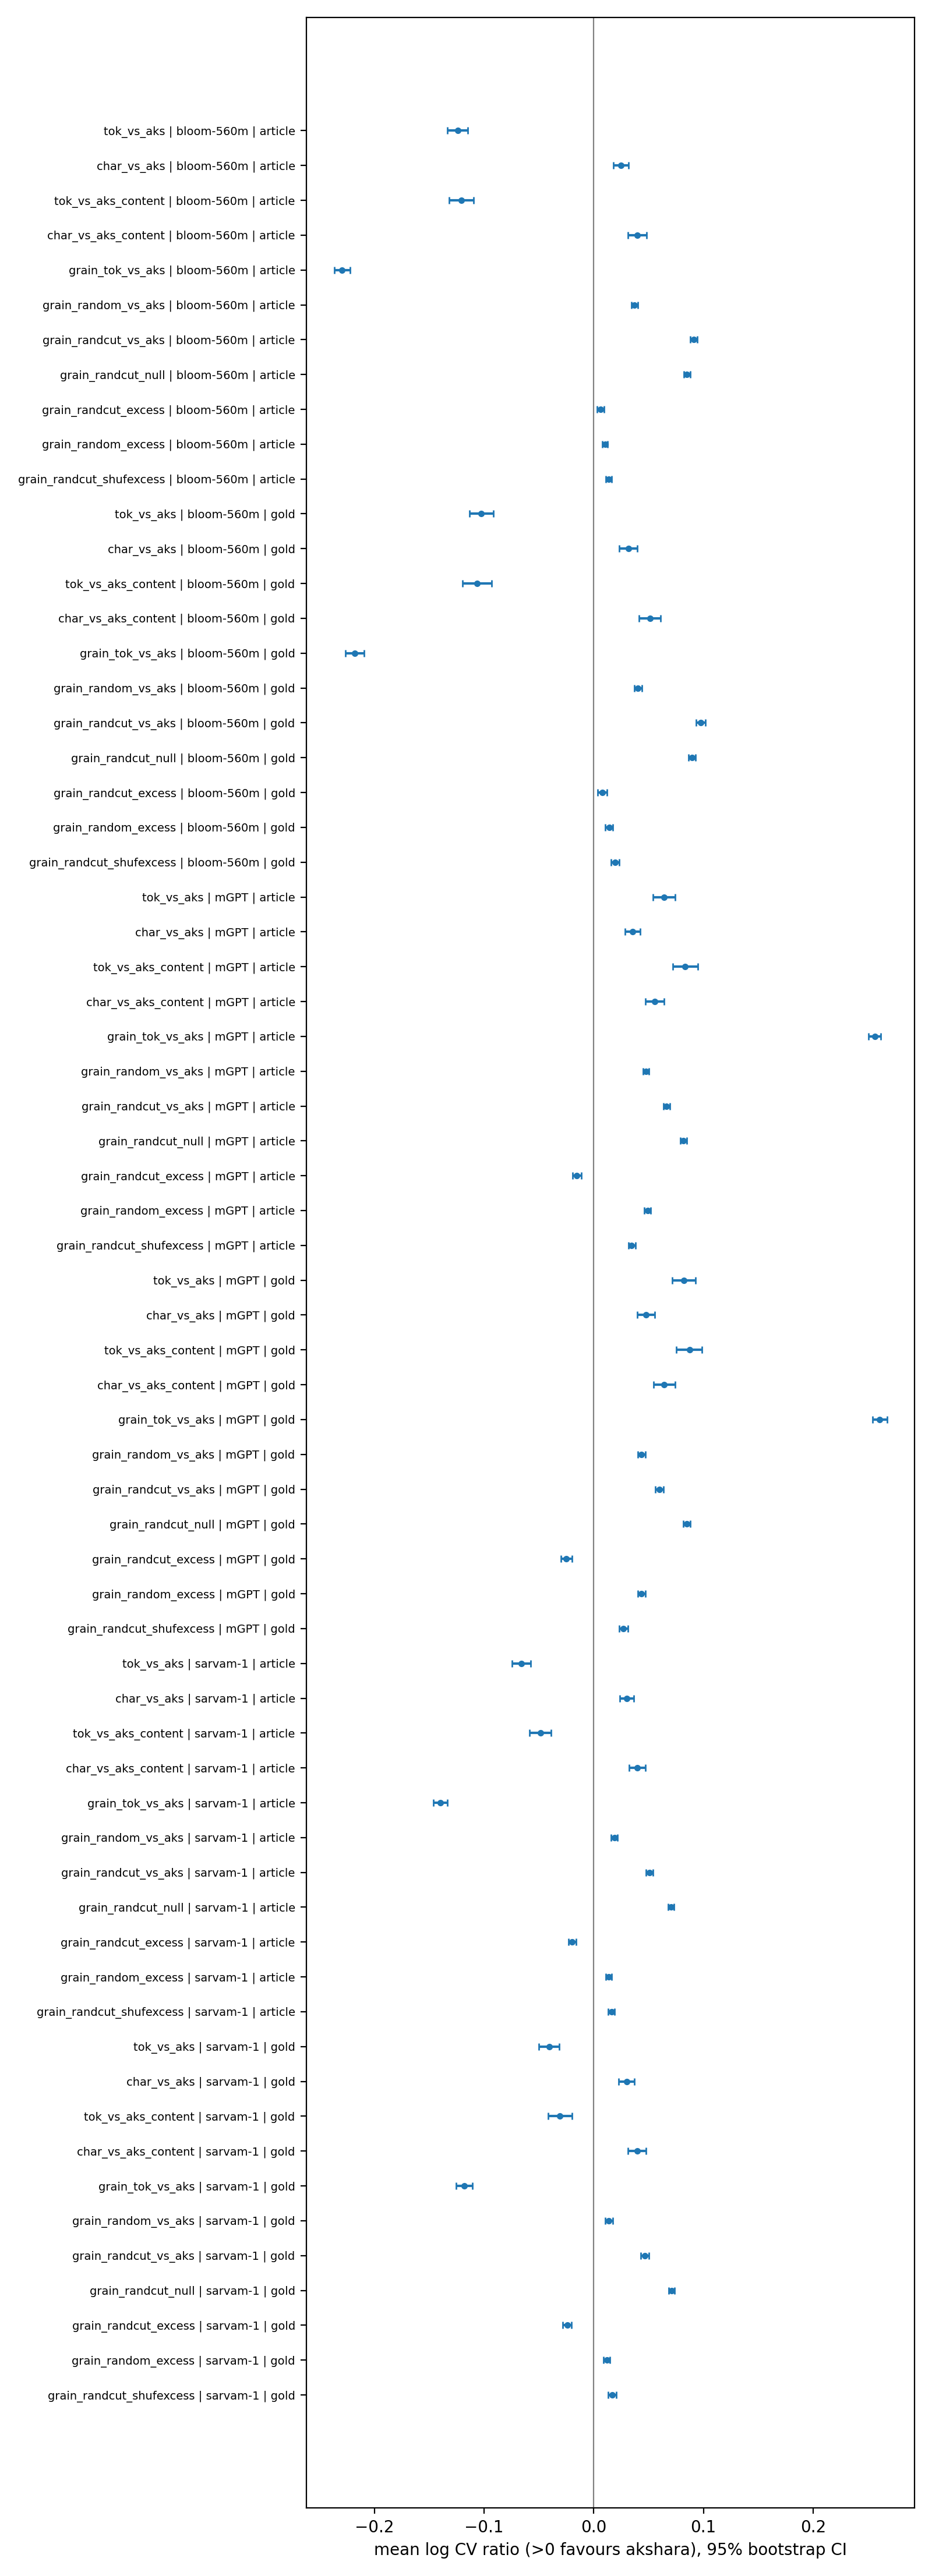 tok_vs_aks | bloom-560m | article
char_vs_aks | bloom-560m | article
tok_vs_aks_content | bloom-560m | article
char_vs_aks_content | bloom-560m | article
grain_tok_vs_aks | bloom-560m | article
grain_random_vs_aks | bloom-560m | article
grain_randcut_vs_aks | bloom-560m | article
grain_randcut_null | bloom-560m | article
grain_randcut_excess | bloom-560m | article
grain_random_excess | bloom-560m | article
grain_randcut_shufexcess | bloom-560m | article
tok_vs_aks | bloom-560m | gold
char_vs_aks | bloom-560m | gold
tok_vs_aks_content | bloom-560m | gold
char_vs_aks_content | bloom-560m | gold
grain_tok_vs_aks | bloom-560m | gold
grain_random_vs_aks | bloom-560m | gold
grain_randcut_vs_aks | bloom-560m | gold
grain_randcut_null | bloom-560m | gold
grain_randcut_excess | bloom-560m | gold
grain_random_excess | bloom-560m | gold
grain_randcut_shufexcess | bloom-560m | gold
tok_vs_aks | mGPT | article
char_vs_aks | mGPT | article
tok_vs_aks_content | mGPT | article
char_vs_aks_content | mGPT | article
grain_tok_vs_aks | mGPT | article
grain_random_vs_aks | mGPT | article
grain_randcut_vs_aks | mGPT | article
grain_randcut_null | mGPT | article
grain_randcut_excess | mGPT | article
grain_random_excess | mGPT | article
grain_randcut_shufexcess | mGPT | article
tok_vs_aks | mGPT | gold
char_vs_aks | mGPT | gold
tok_vs_aks_content | mGPT | gold
char_vs_aks_content | mGPT | gold
grain_tok_vs_aks | mGPT | gold
grain_random_vs_aks | mGPT | gold
grain_randcut_vs_aks | mGPT | gold
grain_randcut_null | mGPT | gold
grain_randcut_excess | mGPT | gold
grain_random_excess | mGPT | gold
grain_randcut_shufexcess | mGPT | gold
tok_vs_aks | sarvam-1 | article
char_vs_aks | sarvam-1 | article
tok_vs_aks_content | sarvam-1 | article
char_vs_aks_content | sarvam-1 | article
grain_tok_vs_aks | sarvam-1 | article
grain_random_vs_aks | sarvam-1 | article
grain_randcut_vs_aks | sarvam-1 | article
grain_randcut_null | sarvam-1 | article
grain_randcut_excess | sarvam-1 | article
grain_random_excess | sarvam-1 | article
grain_randcut_shufexcess | sarvam-1 | article
tok_vs_aks | sarvam-1 | gold
char_vs_aks | sarvam-1 | gold
tok_vs_aks_content | sarvam-1 | gold
char_vs_aks_content | sarvam-1 | gold
grain_tok_vs_aks | sarvam-1 | gold
grain_random_vs_aks | sarvam-1 | gold
grain_randcut_vs_aks | sarvam-1 | gold
grain_randcut_null | sarvam-1 | gold
grain_randcut_excess | sarvam-1 | gold
grain_random_excess | sarvam-1 | gold
grain_randcut_shufexcess | sarvam-1 | gold
−0.2 −0.1 0.0 0.1 0.2
mean log CV ratio (>0 favours akshara), 95% bootstrap CI